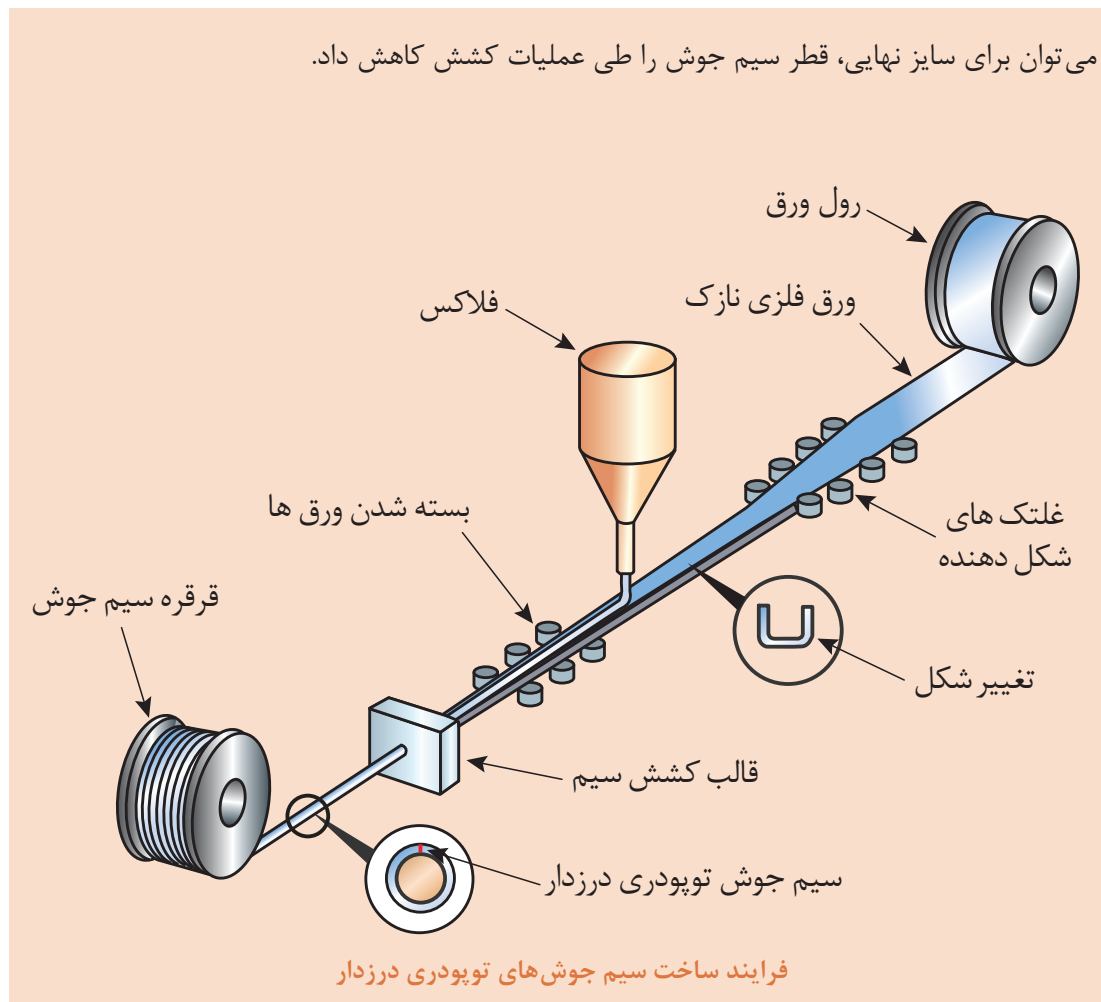 می‌توان برای سایز نهایی، قطر سیم جوش را طی عملیات کشش کاهش داد.
رول ورق
ورق فلزی نازک
فلاکس
غلتک های
شکل دهنده
بسته شدن ورق ها
قرقره سیم جوش
تغییر شکل
قالب کشش سیم
سیم جوش توپودری درزدار
فرایند ساخت سیم جوش‌های توپودری درزدار